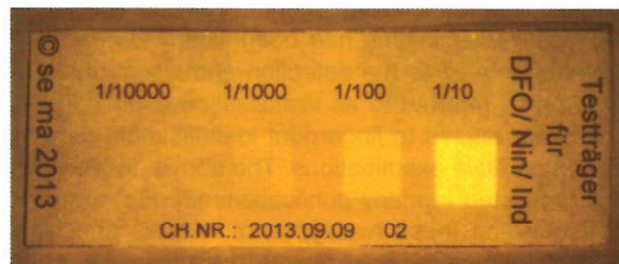 © se ma 2013
1/10000 1/1000 1/100 1/10
CH.NR.: 2013.09.09 02
Testträger
für
DFO/ Nin/ Ind